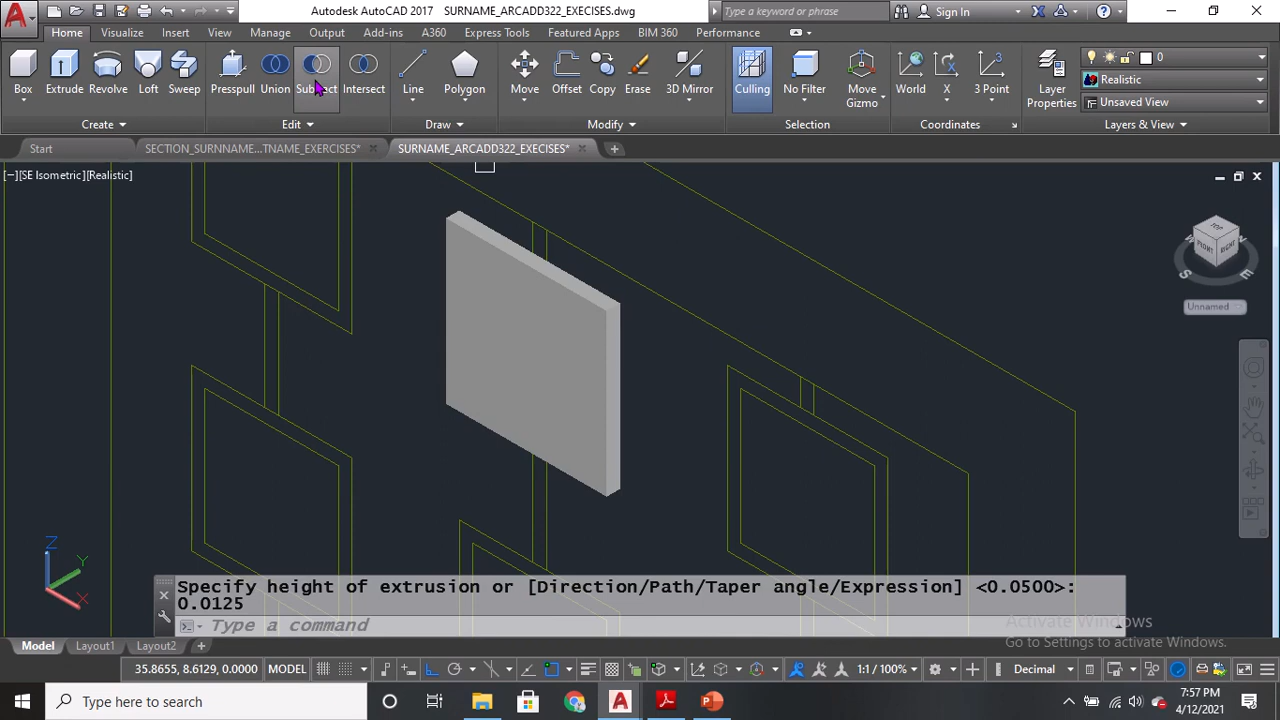 Autodesk AutoCAD 2017 SURNAME_ARCADD322_EXECISES.dwg
Type a keyword or phrase
Sign In
Home Visualize Insert View Manage Output Add-ins A360 Express Tools Featured Apps BIM 360 Performance
Box Extrude Revolve Loft Sweep Presspull Union Subtract Intersect Line Polygon Move Offset Copy Erase 3D Mirror Culling No Filter Move Gizmo World X 3 Point Layer Properties
0
Realistic
Unsaved View
Create Edit Draw Modify Selection Coordinates Layers & View
Start SECTION_SURNNAME...TNAME_EXERCISES* SURNAME_ARCADD322_EXECISES*
[−][SE Isometric][Realistic]
TOP
FRONT RIGHT
S E
Unnamed
Z
Y
X
Specify height of extrusion or [Direction/Path/Taper angle/Expression] <0.0500>:
0.0125
Type a command
Activate Windows
Go to Settings to activate Windows.
Model Layout1 Layout2
35.8655, 8.6129, 0.0000 MODEL 1:1 / 100% Decimal
Type here to search
7:57 PM
4/12/2021